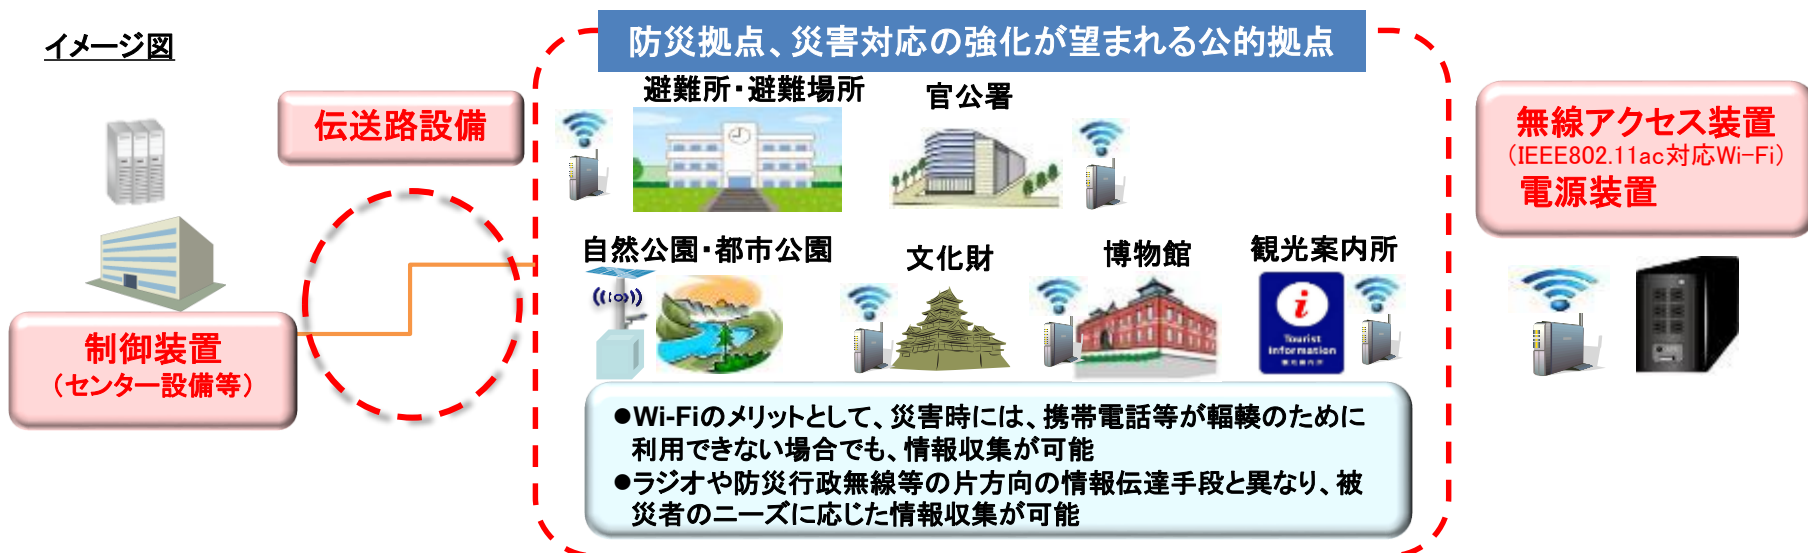 イメージ図
防災拠点、災害対応の強化が望まれる公的拠点
伝送路設備
避難所・避難場所
官公署
無線アクセス装置
（IEEE802.11ac対応Wi-Fi）
電源装置
自然公園・都市公園
文化財
博物館
観光案内所
i
Tourist
Information
観光案内所
制御装置
（センター設備等）
●Wi-Fiのメリットとして、災害時には、携帯電話等が輻輳のために
利用できない場合でも、情報収集が可能
●ラジオや防災行政無線等の片方向の情報伝達手段と異なり、被
災者のニーズに応じた情報収集が可能